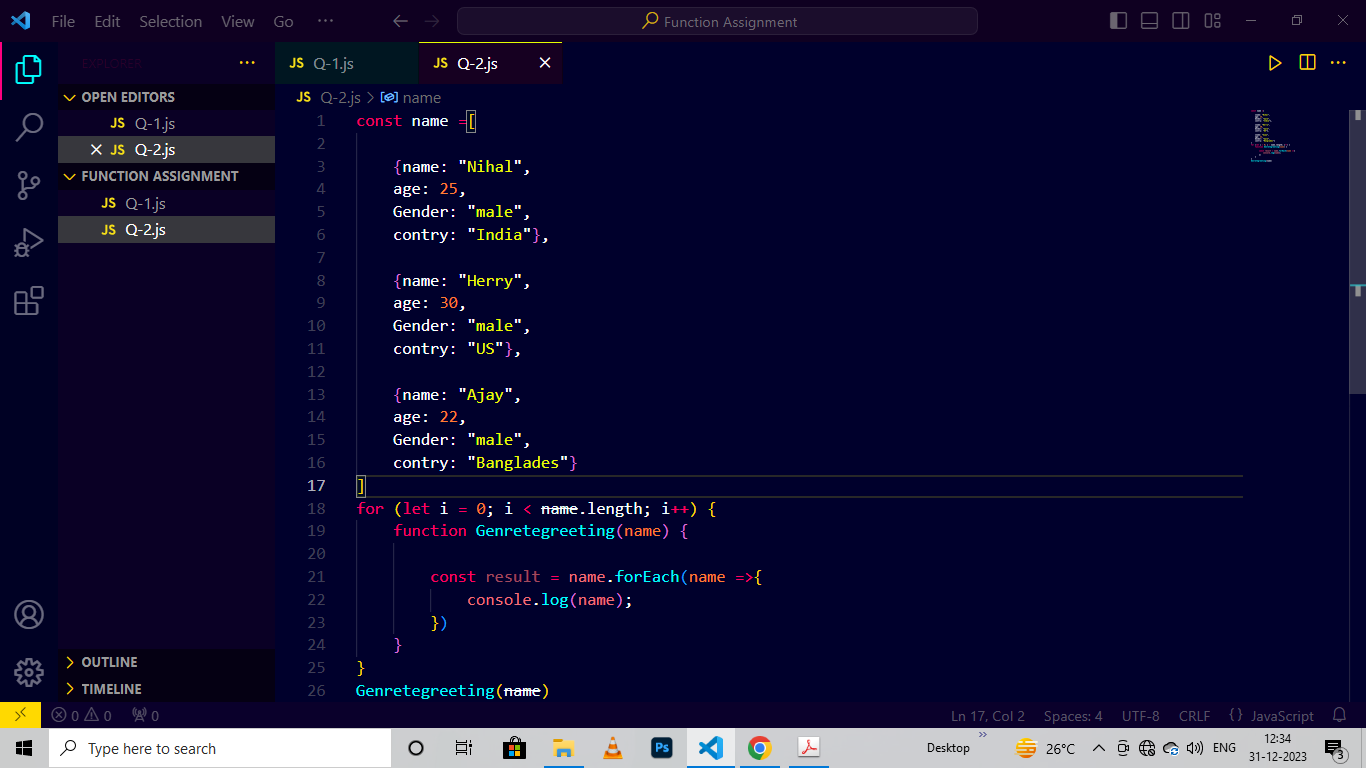 File Edit Selection View Go ··· Function Assignment
EXPLORER ···
OPEN EDITORS
JS Q-1.js
JS Q-2.js
FUNCTION ASSIGNMENT
JS Q-1.js
JS Q-2.js
OUTLINE
TIMELINE
JS Q-1.js JS Q-2.js
JS Q-2.js > name
1 const name =[
2
3 {name: "Nihal",
4 age: 25,
5 Gender: "male",
6 contry: "India"},
7
8 {name: "Herry",
9 age: 30,
10 Gender: "male",
11 contry: "US"},
12
13 {name: "Ajay",
14 age: 22,
15 Gender: "male",
16 contry: "Banglades"}
17 ]
18 for (let i = 0; i < name.length; i++) {
19 function Genretegreeting(name) {
20
21 const result = name.forEach(name =>{
22 console.log(name);
23 })
24 }
25 }
26 Genretegreeting(name)
0 0 0 Ln 17, Col 2 Spaces: 4 UTF-8 CRLF {} JavaScript
Type here to search Ps Desktop 26°C ENG 12:34
31-12-2023 3